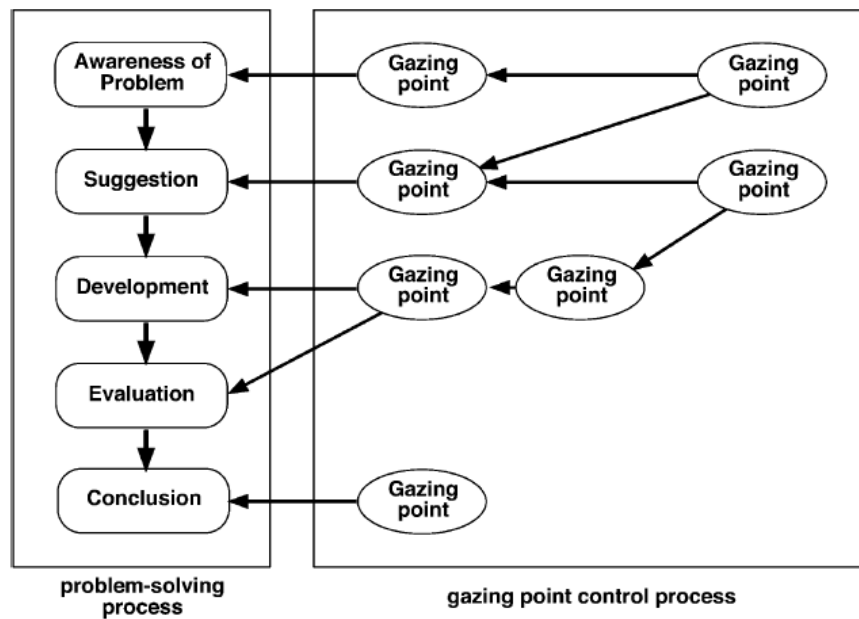 Awareness of
Problem
Gazing
point
Gazing
point
Suggestion
Gazing
point
Gazing
point
Development
Gazing
point
Gazing
point
Evaluation
Conclusion
Gazing
point
problem-solving
process
gazing point control process